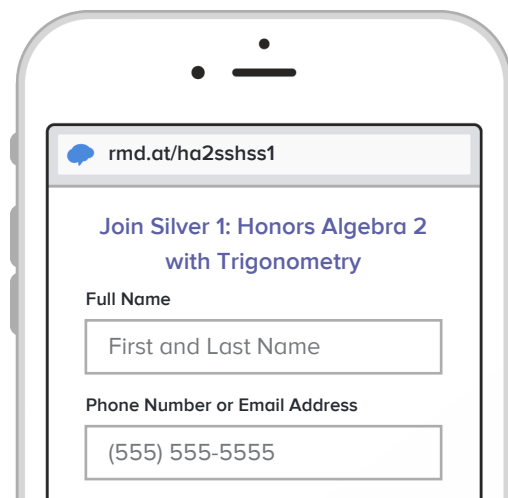 rmd.at/ha2sshss1
Join Silver 1: Honors Algebra 2
with Trigonometry
Full Name
First and Last Name
Phone Number or Email Address
(555) 555-5555